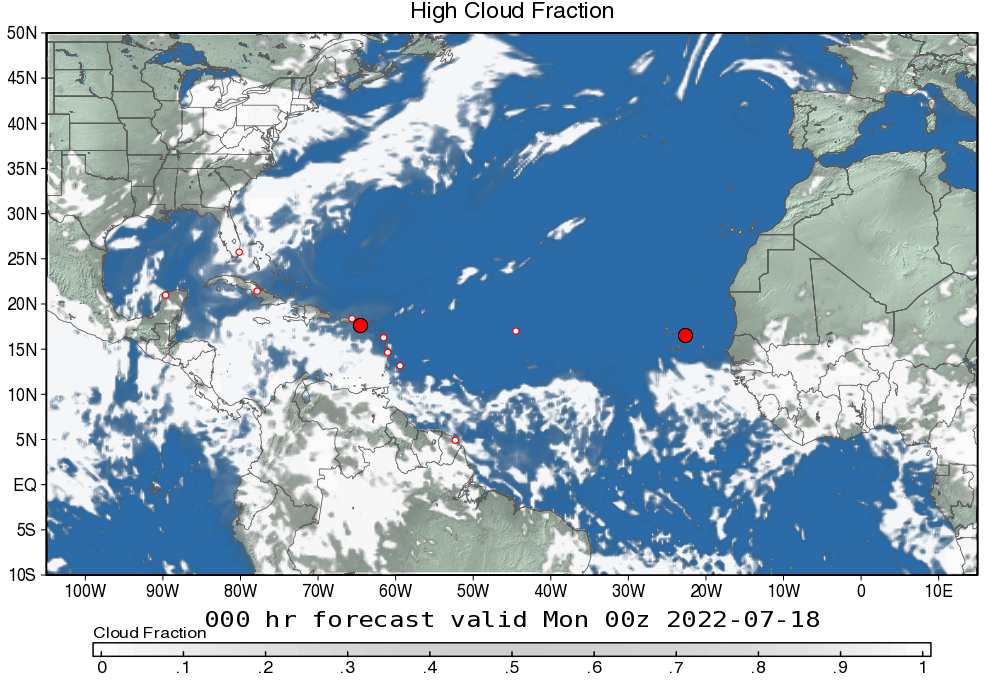 High Cloud Fraction
50N
45N
40N
35N
30N
25N
20N
15N
10N
5N
EQ
5S
10S
100W 90W 80W 70W 60W 50W 40W 30W 20W 10W 0 10E
000 hr forecast valid Mon 00z 2022-07-18
Cloud Fraction
0 .1 .2 .3 .4 .5 .6 .7 .8 .9 1